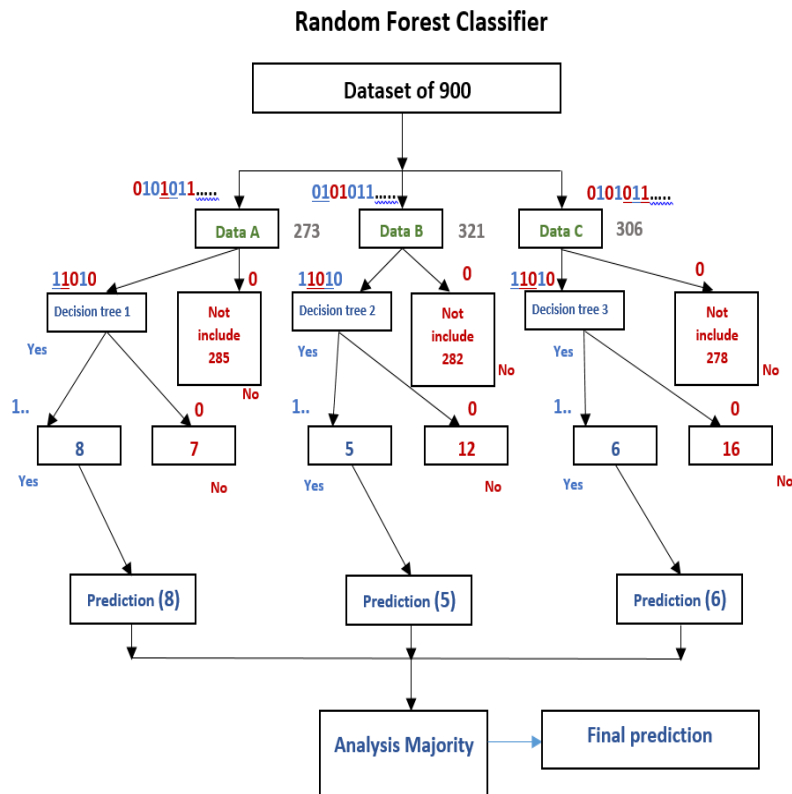 Random Forest Classifier
Dataset of 900
0101011.....
0101011.....
0101011.....
Data A
273
Data B
321
Data C
306
11010
0
11010
0
11010
0
Decision tree 1
Not
include
285
Decision tree 2
Not
include
282
Decision tree 3
Not
include
278
Yes
No
Yes
No
Yes
No
1..
0
1..
0
1..
0
8
7
5
12
6
16
Yes
No
Yes
No
Yes
No
Prediction (8)
Prediction (5)
Prediction (6)
Analysis Majority
Final prediction